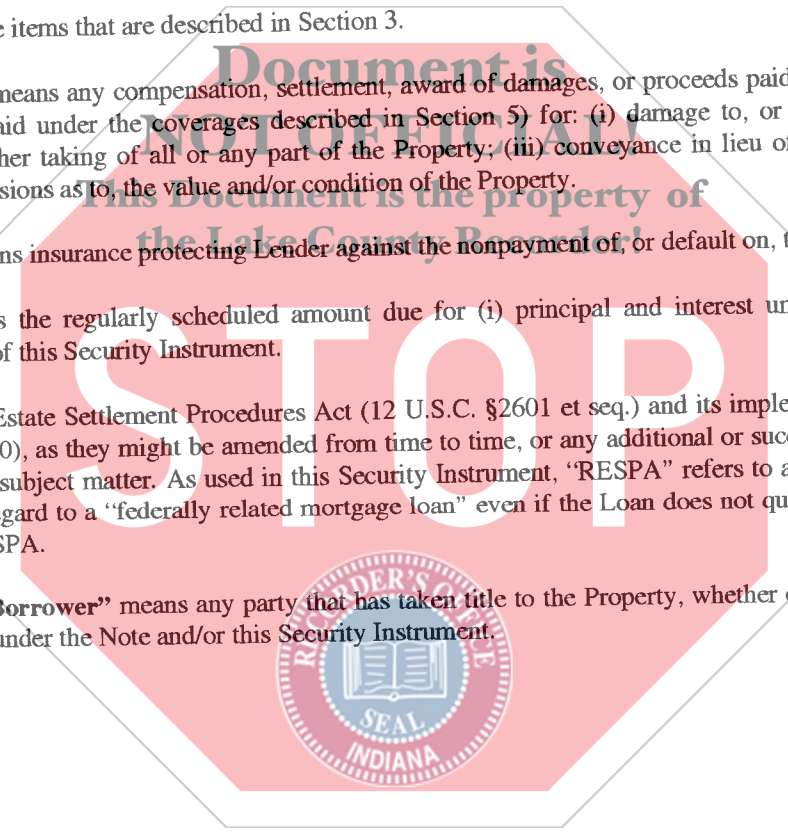 e items that are described in Section 3.
Document is
means any compensation, settlement, award of damages, or proceeds paid
aid under the coverages described in Section 5) for: (i) damage to, or
NOT OFFICIAL!
her taking of all or any part of the Property; (iii) conveyance in lieu of
sions as to, the value and/or condition of the Property.
This Document is the property of
the Lake County Recorder!
ns insurance protecting Lender against the nonpayment of, or default on, t
s the regularly scheduled amount due for (i) principal and interest un
of this Security Instrument.
STOP
Estate Settlement Procedures Act (12 U.S.C. §2601 et seq.) and its imple
0), as they might be amended from time to time, or any additional or suc
subject matter. As used in this Security Instrument, “RESPA” refers to a
gard to a “federally related mortgage loan” even if the Loan does not qu
SPA.
Borrower” means any party that has taken title to the Property, whether
under the Note and/or this Security Instrument.
RECORDER'S OFFICE
SEAL
INDIANA